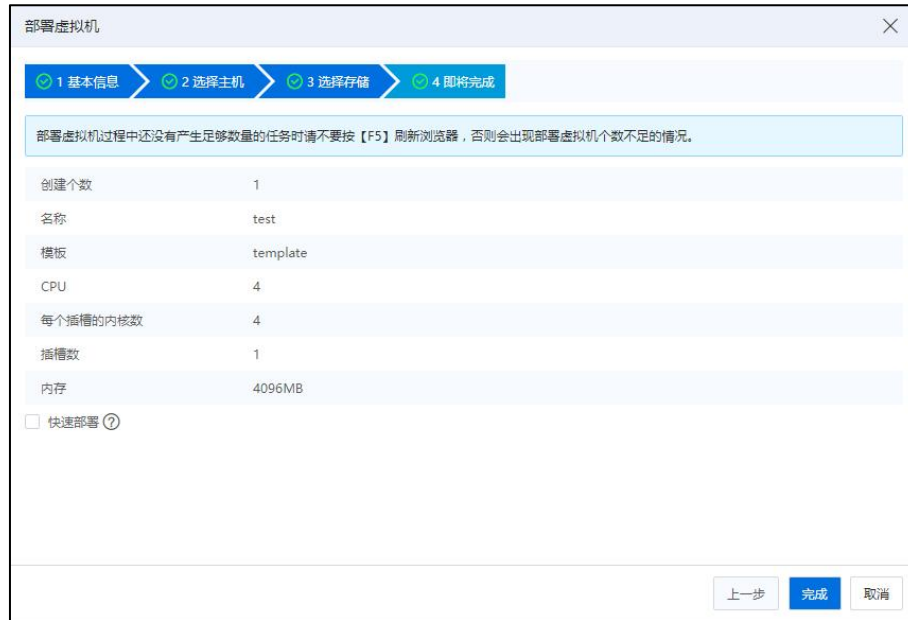 部署虚拟机
1 基本信息 2 选择主机 3 选择存储 4 即将完成
部署虚拟机过程中还没有产生足够数量的任务时请不要按【F5】刷新浏览器，否则会出现部署虚拟机个数不足的情况。
创建个数 1
名称 test
模板 template
CPU 4
每个插槽的内核数 4
插槽数 1
内存 4096MB
快速部署 ?
上一步 完成 取消